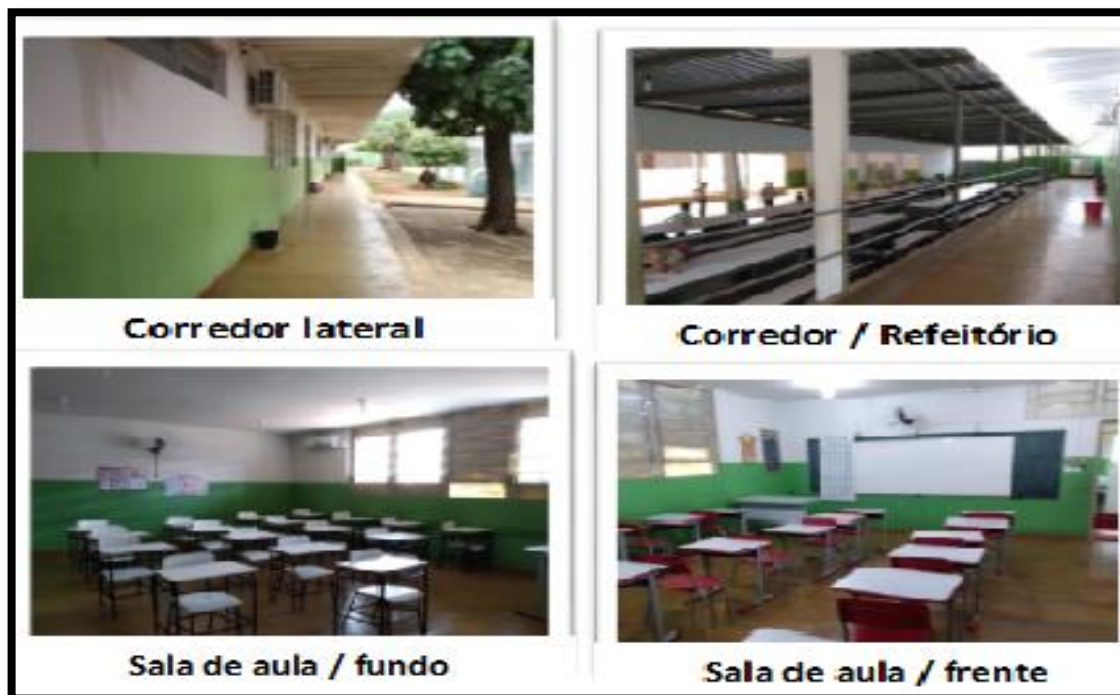 Corredor lateral
Corredor / Refeitório
Sala de aula / fundo
Sala de aula / frente